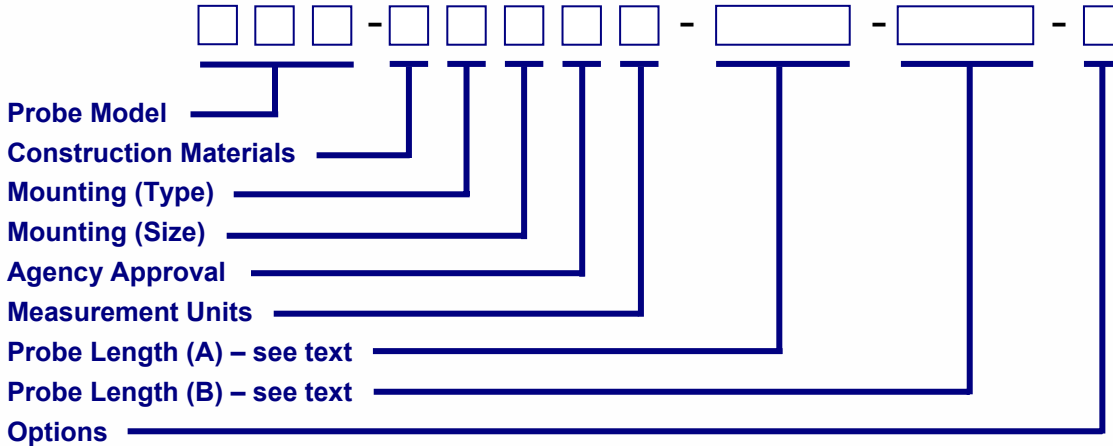 - - - -
Probe Model
Construction Materials
Mounting (Type)
Mounting (Size)
Agency Approval
Measurement Units
Probe Length (A) – see text
Probe Length (B) – see text
Options